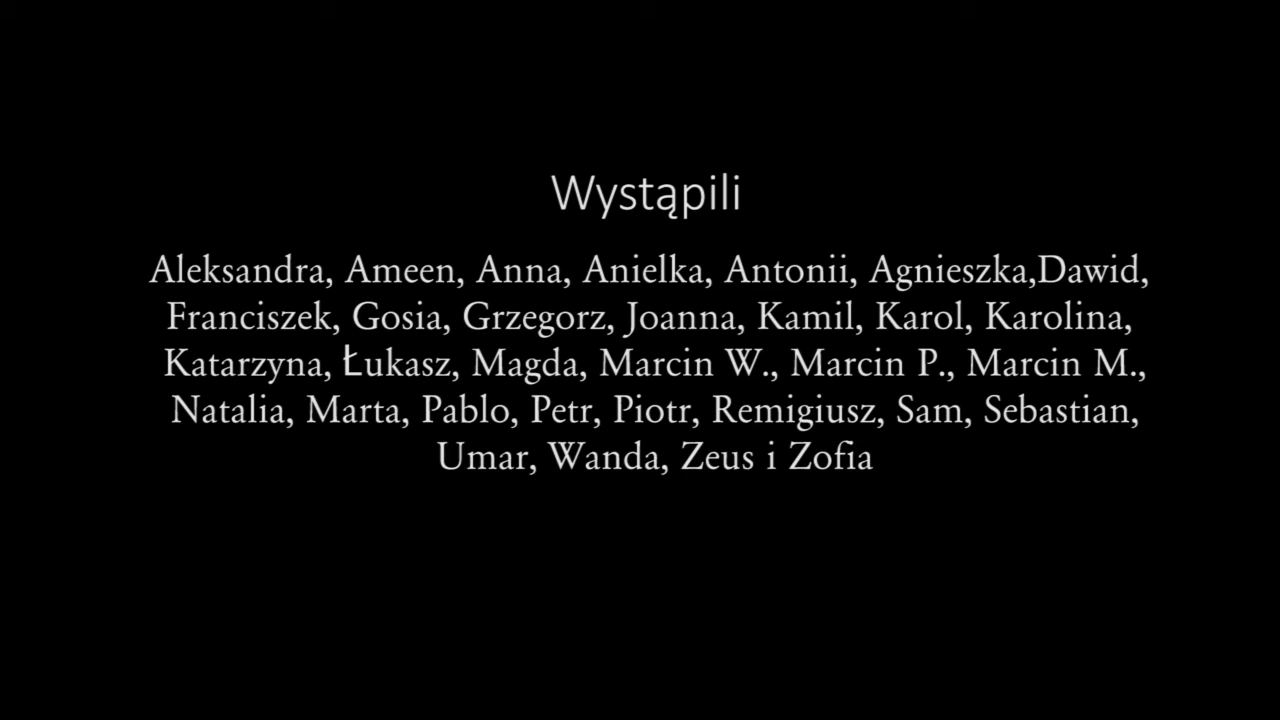 Wystąpili
Aleksandra, Ameen, Anna, Anielka, Antonii, Agnieszka,Dawid,
Franciszek, Gosia, Grzegorz, Joanna, Kamil, Karol, Karolina,
Katarzyna, Łukasz, Magda, Marcin W., Marcin P., Marcin M.,
Natalia, Marta, Pablo, Petr, Piotr, Remigiusz, Sam, Sebastian,
Umar, Wanda, Zeus i Zofia